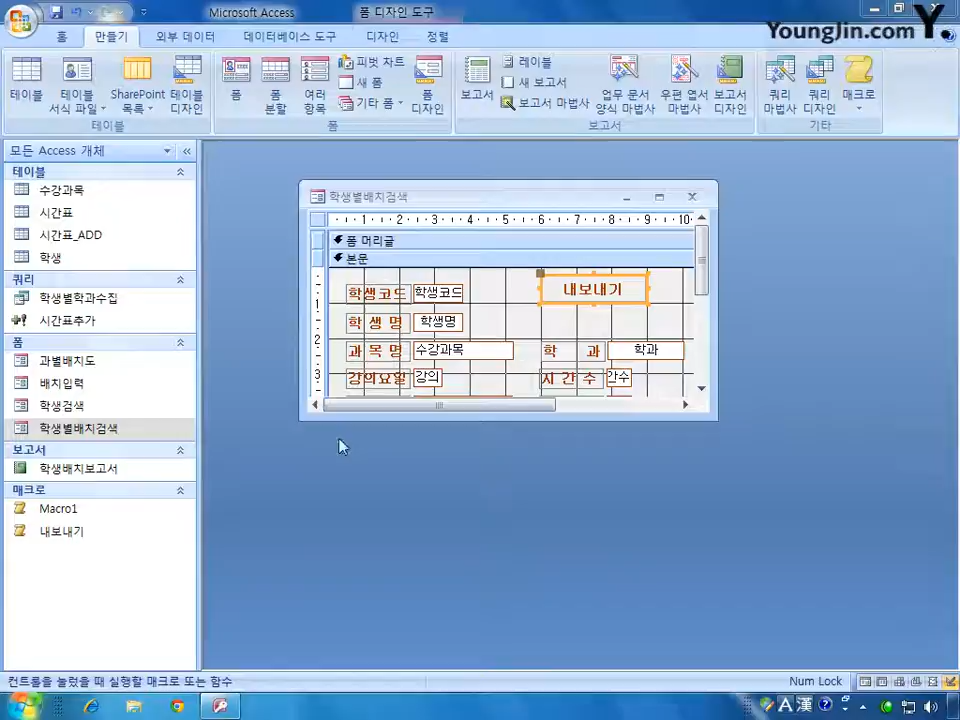 Microsoft Access
폼 디자인 도구
YoungJin.com Y.
홈
만들기
외부 데이터
데이터베이스 도구
디자인
정렬
테이블
테이블 서식 파일
SharePoint 목록
테이블 디자인
폼
폼 분할
여러 항목
피벗 차트
새 폼
기타 폼
폼 디자인
보고서
레이블
새 보고서
보고서 마법사
업무 문서 양식 마법사
우편 엽서 마법사
보고서 디자인
쿼리 마법사
쿼리 디자인
매크로
테이블
폼
보고서
기타
모든 Access 개체
테이블
수강과목
시간표
시간표_ADD
학생
쿼리
학생별학과수집
시간표추가
폼
과별배치도
배치입력
학생검색
학생별배치검색
보고서
학생배치보고서
매크로
Macro1
내보내기
학생별배치검색
1 2 3 4 5 6 7 8 9 10
폼 머리글
본문
1
2
3
내보내기
학생코드 학생코드
학 생 명 학생명
과 목 명 수강과목 학 과 학과
강의요일 강의 시 간 수
컨트롤을 눌렀을 때 실행할 매크로 또는 함수
Num Lock
A 漢